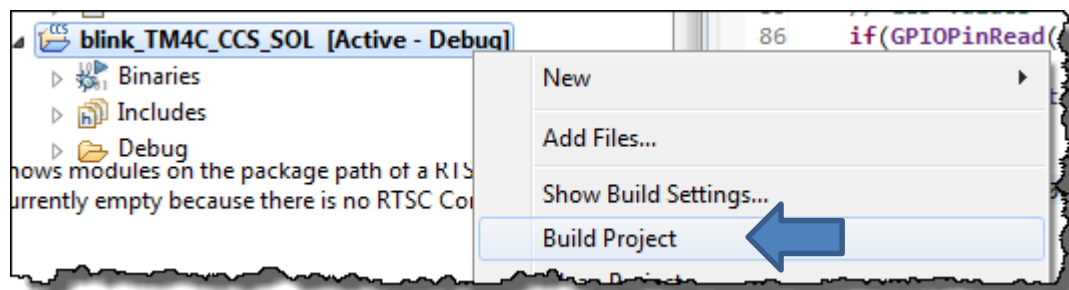 blink_TM4C_CCS_SOL [Active - Debug]
Binaries
Includes
Debug
hows modules on the package path of a RTS
urrently empty because there is no RTSC Co
New
Add Files...
Show Build Settings...
Build Project
86 if(GPIOPinRead(